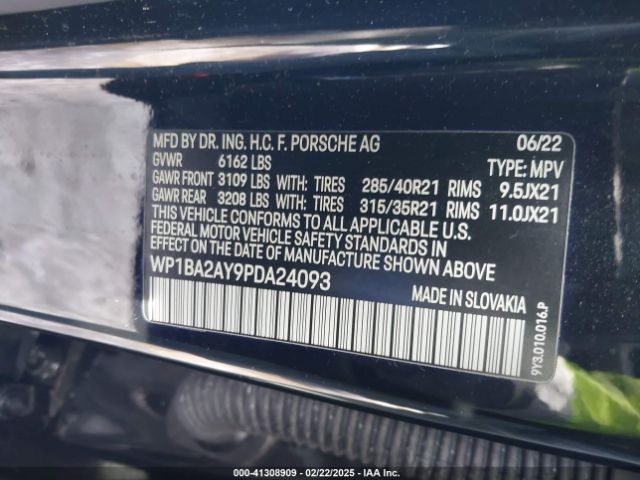 MFD BY DR. ING. H.C. F. PORSCHE AG 06/22
GVWR 6162 LBS TYPE: MPV
GAWR FRONT 3109 LBS WITH: TIRES 285/40R21 RIMS 9.5JX21
GAWR REAR 3208 LBS WITH: TIRES 315/35R21 RIMS 11.0JX21
THIS VEHICLE CONFORMS TO ALL APPLICABLE
FEDERAL MOTOR VEHICLE SAFETY STANDARDS IN
EFFECT ON THE DATE OF MANUFACTURE SHOWN ABOVE.
WP1BA2AY9PDA24093 MADE IN SLOVAKIA
9Y3.010.016.P
000-41308909 - 02/22/2025 - IAA Inc.